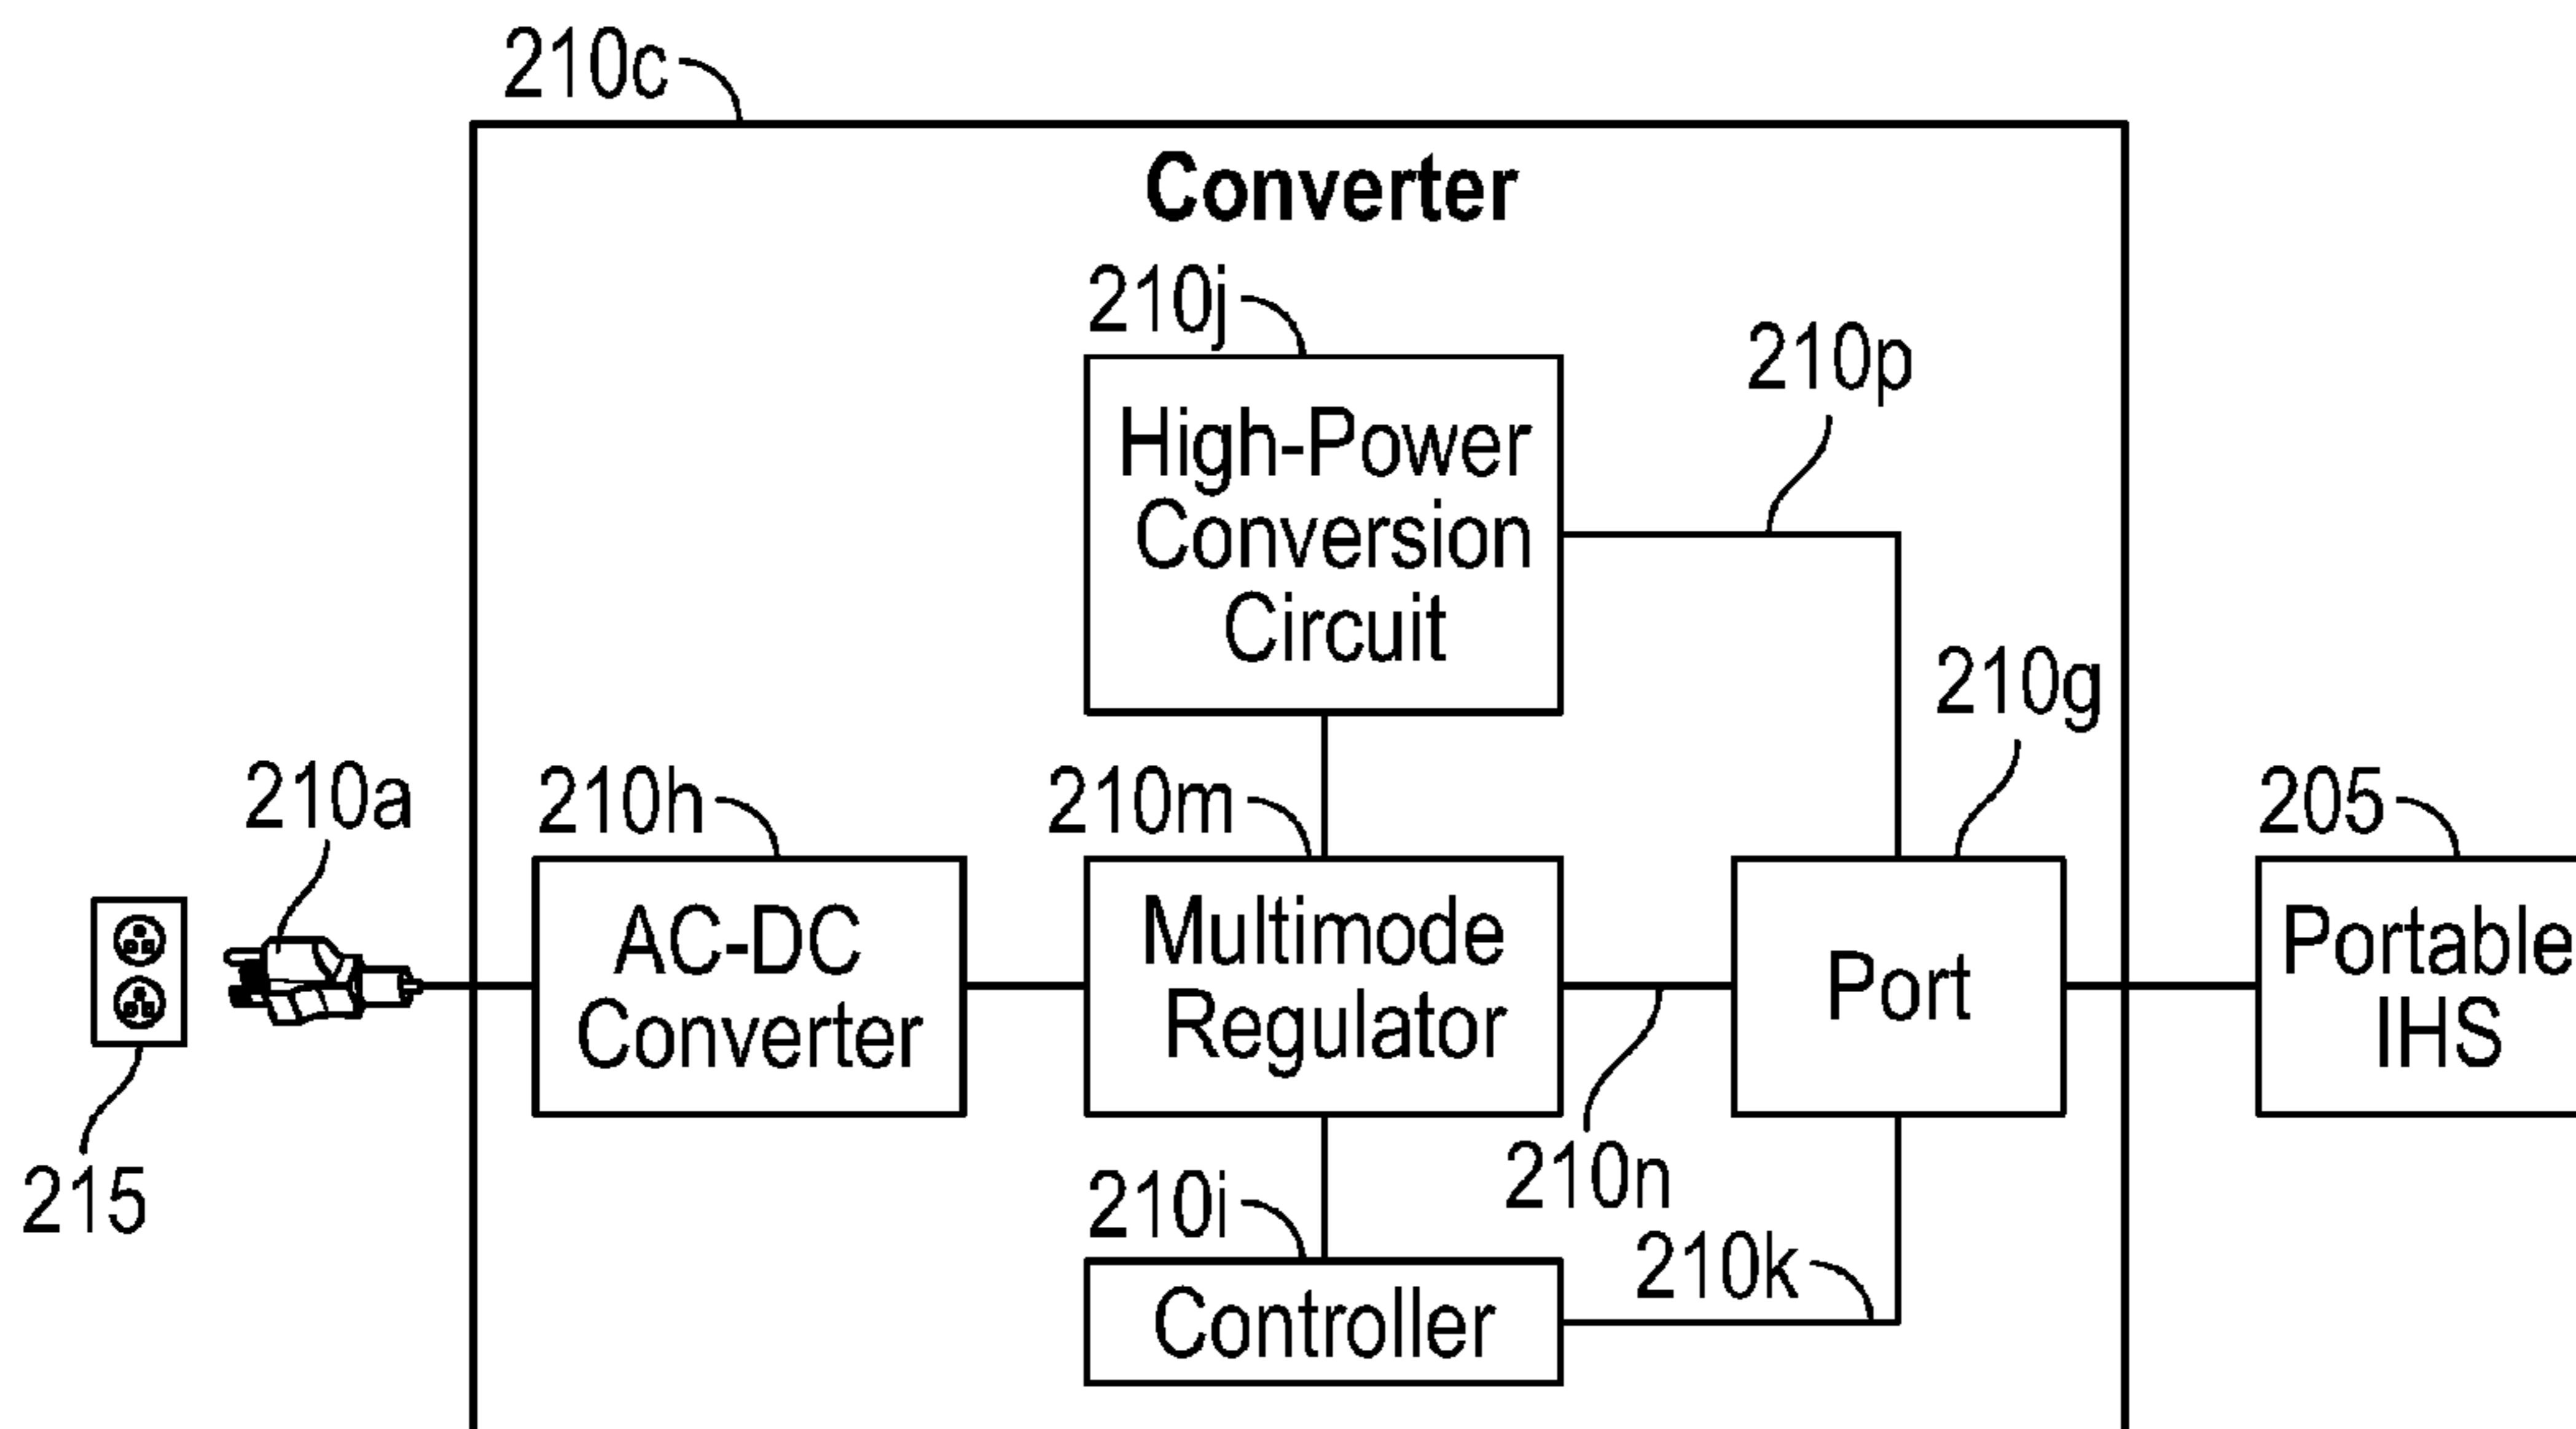 210c
Converter
210j
210p
High-Power
Conversion
Circuit
210g
210a
210h
210m
205
AC-DC
Converter
Multimode
Regulator
Port
Portable
IHS
215
210i
210n
210k
Controller